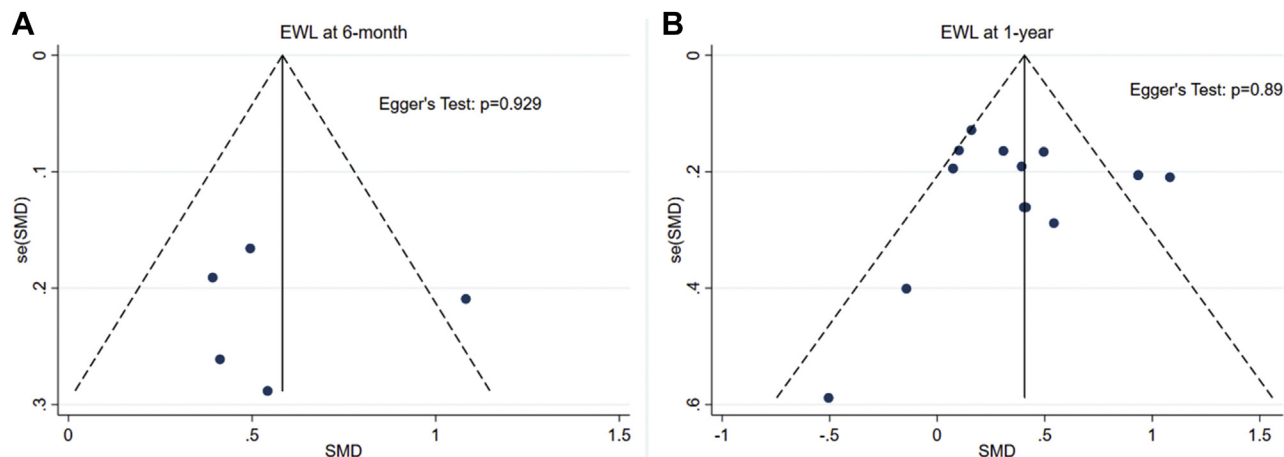 A
EWL at 6-month
Egger's Test: p=0.929
0
.1
.2
.3
se(SMD)
0
.5
1
1.5
SMD
B
EWL at 1-year
Egger's Test: p=0.89
0
.2
.4
.6
se(SMD)
-1
-.5
0
.5
1
1.5
SMD